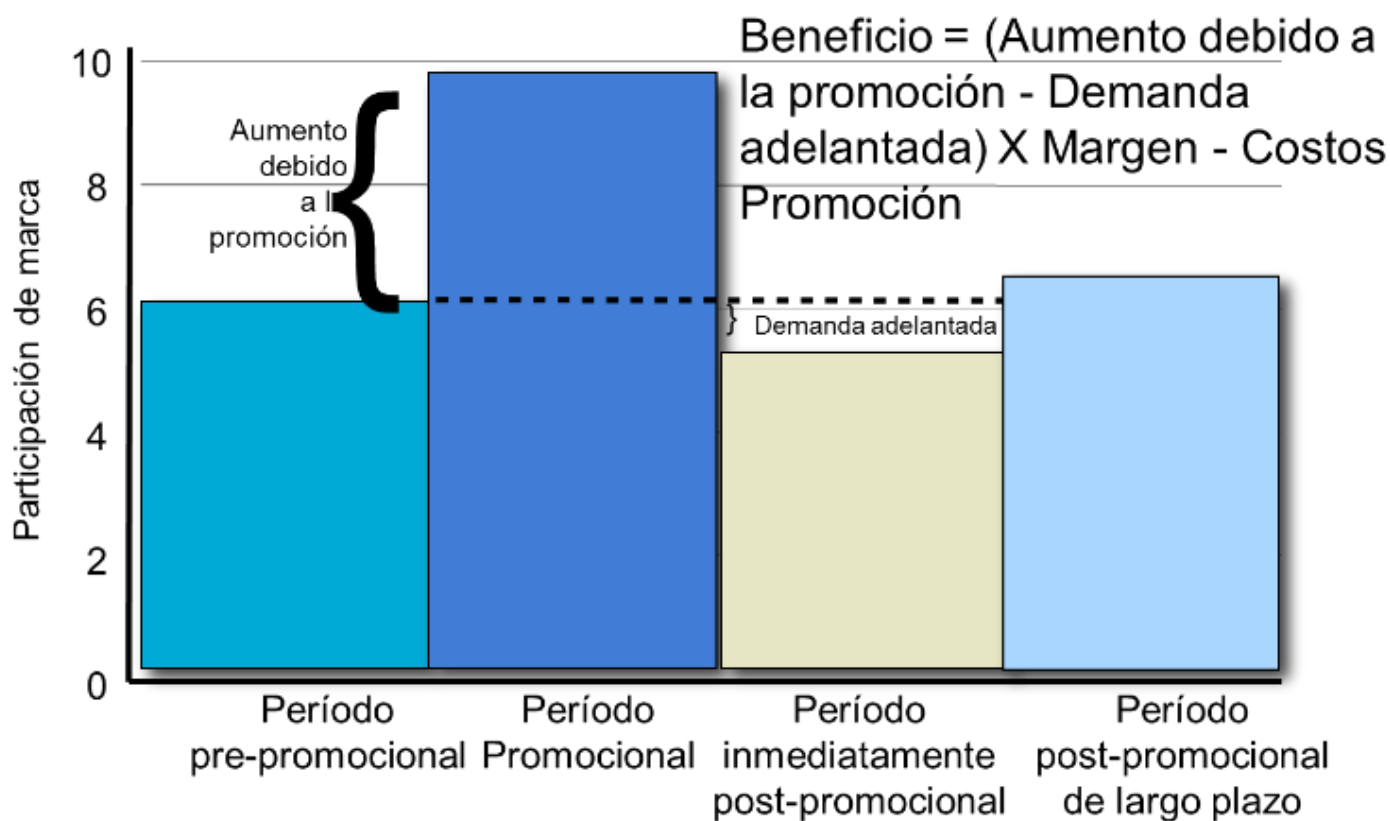 Beneficio = (Aumento debido a
la promoción - Demanda
adelantada) X Margen - Costos
Promoción
Participación de marca
10
8
6
4
2
0
Aumento
debido
a l
promoción
} Demanda adelantada
Período
pre-promocional
Período
Promocional
Período
inmediatamente
post-promocional
Período
post-promocional
de largo plazo